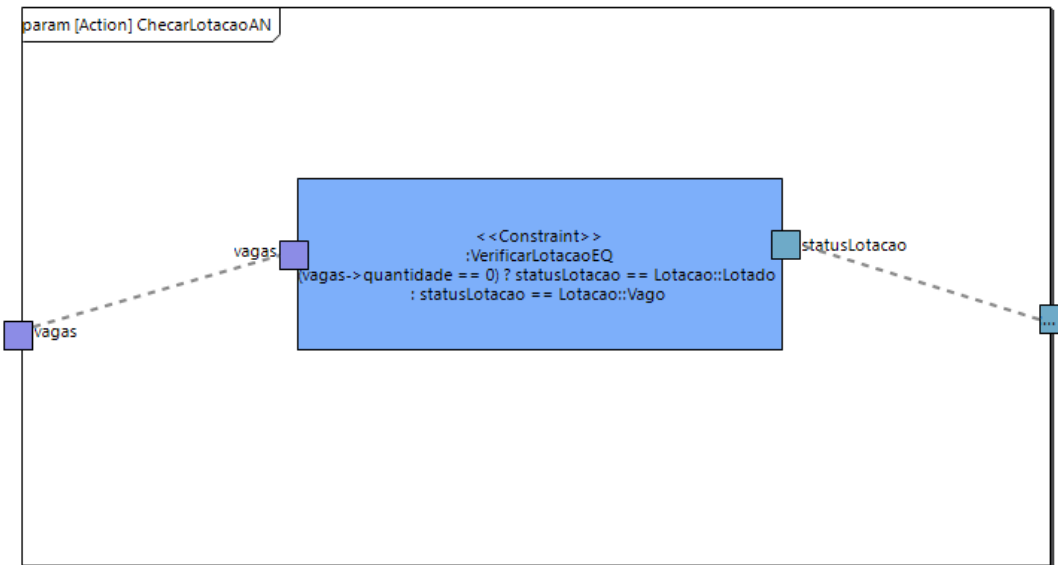 param [Action] ChecarLotacaoAN
<<Constraint>>
:VerificarLotacaoEQ
(vagas->quantidade == 0) ? statusLotacao == Lotacao::Lotado
: statusLotacao == Lotacao::Vago
vagas
statusLotacao
vagas
...